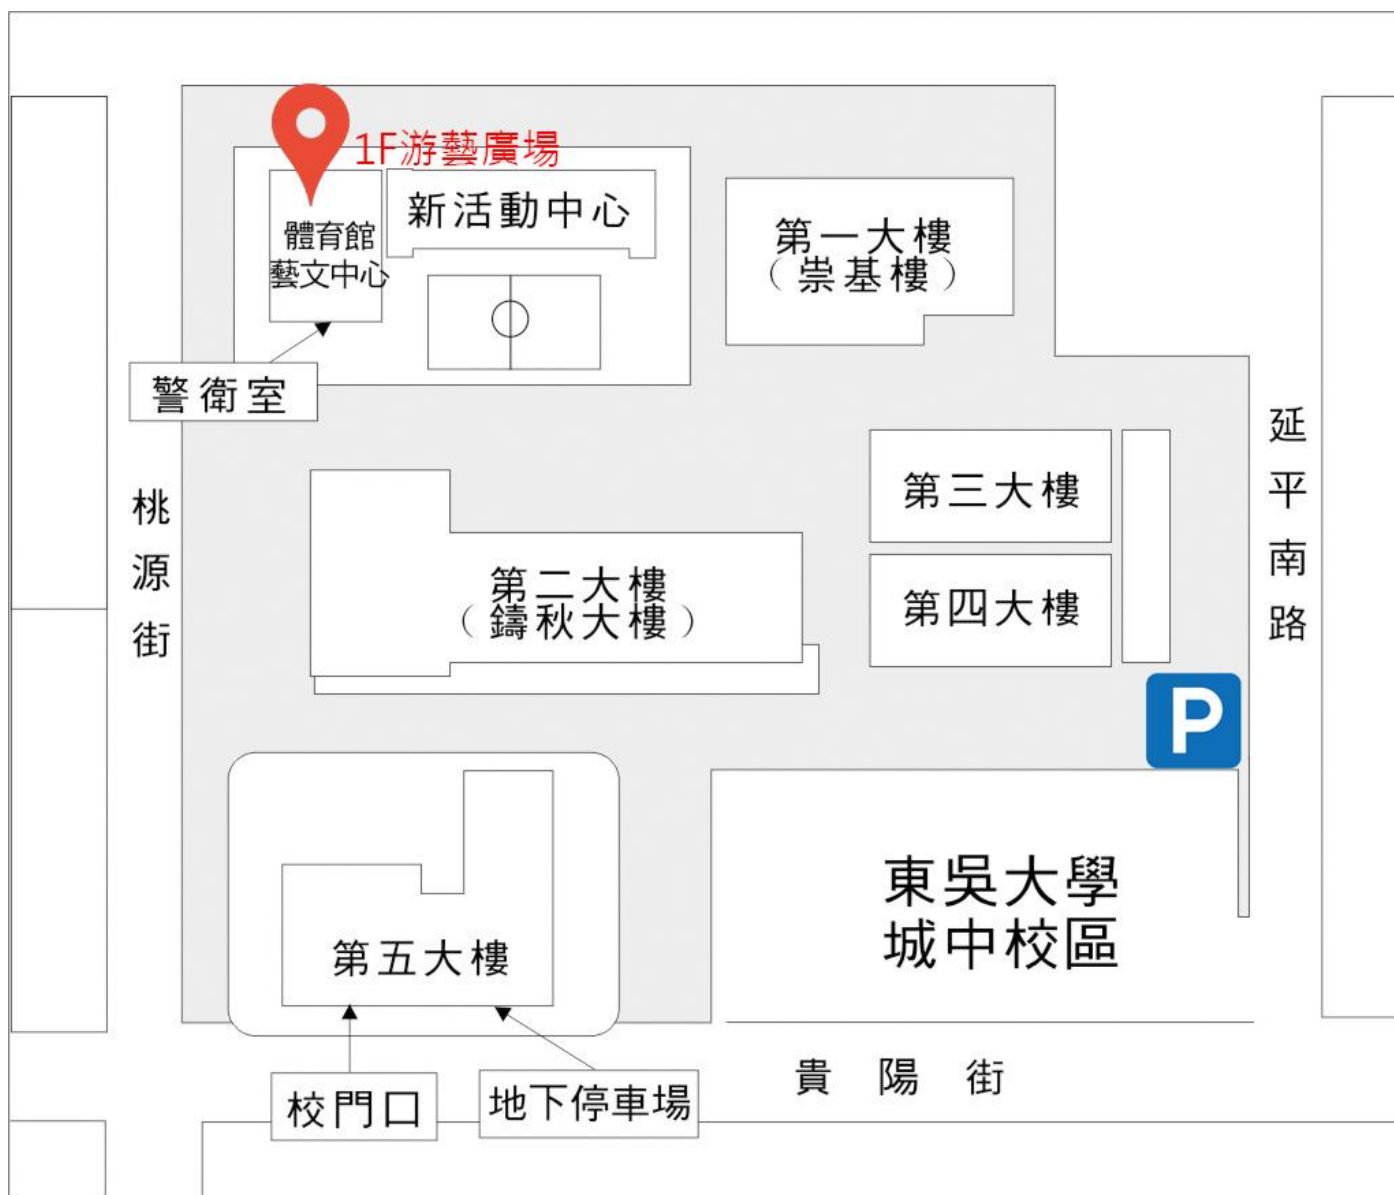 1F游藝廣場
體育館
藝文中心
新活動中心
第一大樓
（崇基樓）
警衛室
桃源街
延平南路
第三大樓
第二大樓
（鑄秋大樓）
第四大樓
P
東吳大學
城中校區
第五大樓
貴陽街
校門口
地下停車場